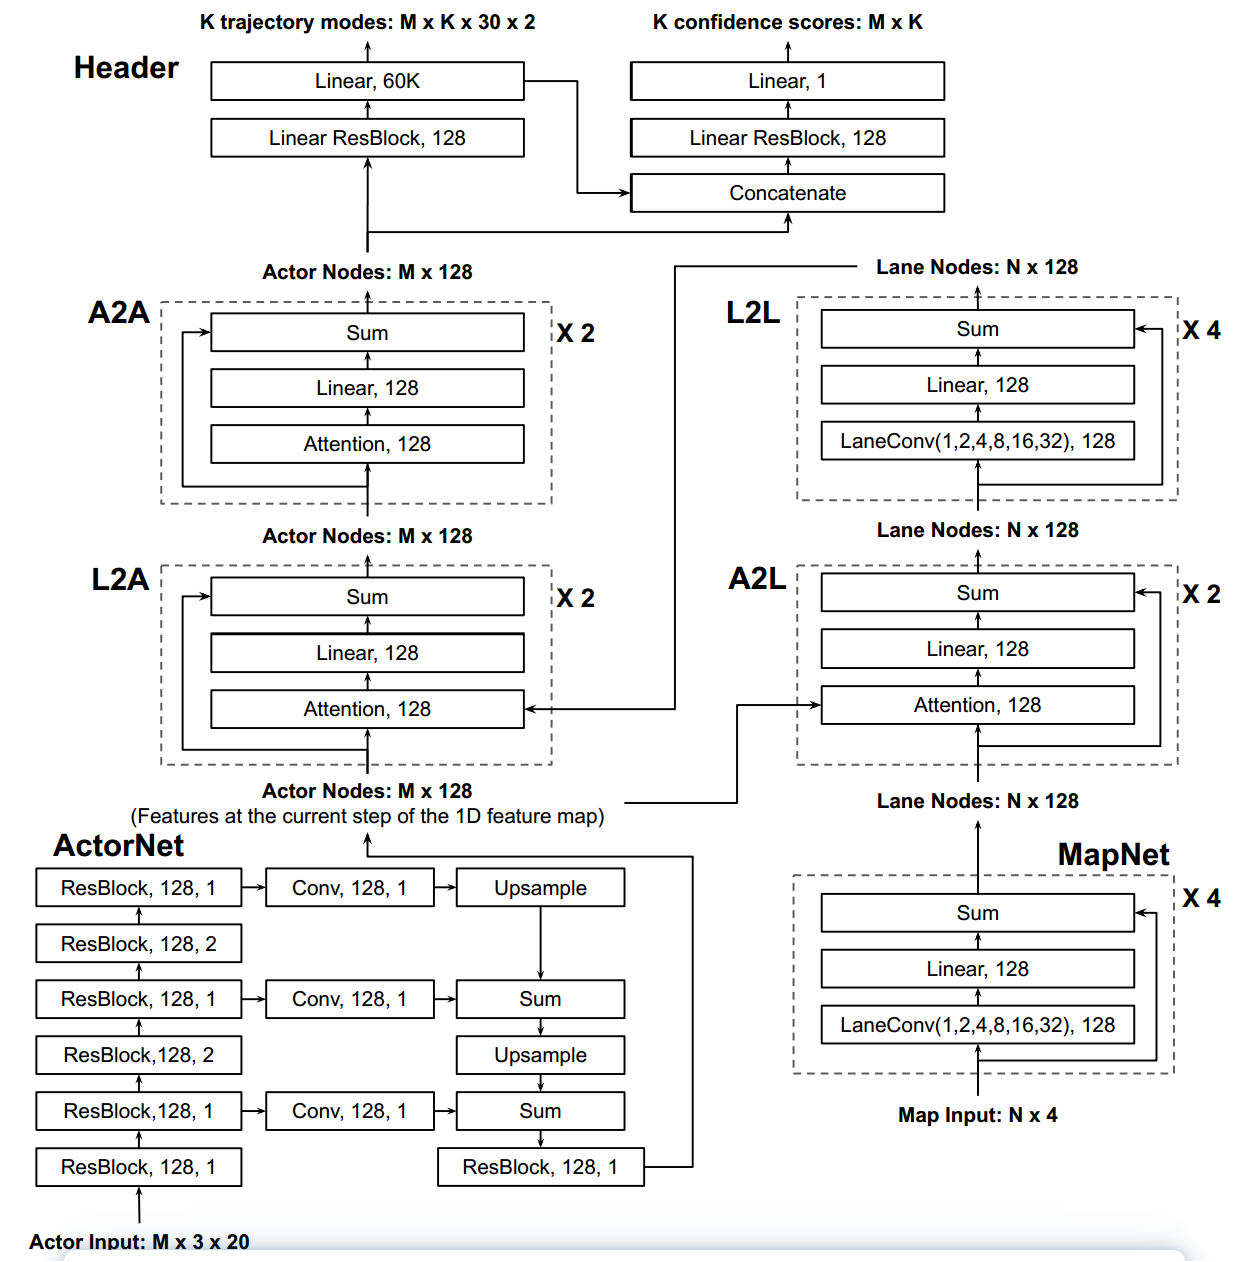 K trajectory modes: M x K x 30 x 2
K confidence scores: M x K
Header
Linear, 60K
Linear, 1
Linear ResBlock, 128
Linear ResBlock, 128
Concatenate
Actor Nodes: M x 128
Lane Nodes: N x 128
A2A
Sum
X 2
Linear, 128
Attention, 128
L2L
Sum
X 4
Linear, 128
LaneConv(1,2,4,8,16,32), 128
Actor Nodes: M x 128
Lane Nodes: N x 128
L2A
Sum
X 2
Linear, 128
Attention, 128
A2L
Sum
X 2
Linear, 128
Attention, 128
Actor Nodes: M x 128
(Features at the current step of the 1D feature map)
Lane Nodes: N x 128
ActorNet
ResBlock, 128, 1
Conv, 128, 1
Upsample
ResBlock, 128, 2
ResBlock, 128, 1
Conv, 128, 1
Sum
ResBlock,128, 2
Upsample
ResBlock,128, 1
Conv, 128, 1
Sum
ResBlock, 128, 1
ResBlock, 128, 1
Actor Input: M x 3 x 20
MapNet
X 4
Sum
Linear, 128
LaneConv(1,2,4,8,16,32), 128
Map Input: N x 4